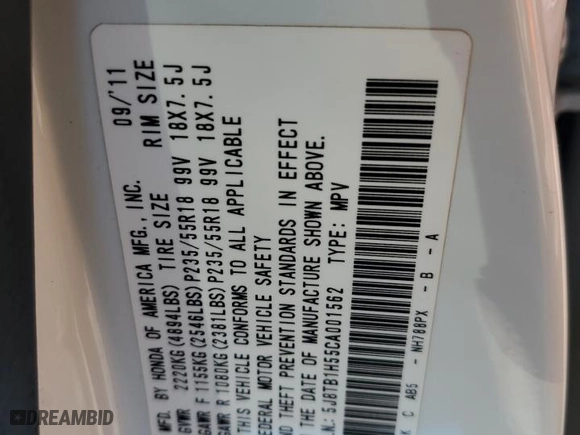 MFD. BY HONDA OF AMERICA MFG., INC. 09/'11
GVWR 2220KG(4894LBS) TIRE SIZE RIM SIZE
GAWR F 1155KG(2546LBS)P235/55R18 99V 18X7.5J
GAWR R 1080KG(2381LBS)P235/55R18 99V 18X7.5J
THIS VEHICLE CONFORMS TO ALL APPLICABLE
FEDERAL MOTOR VEHICLE SAFETY
AND THEFT PREVENTION STANDARDS IN EFFECT
THE DATE OF MANUFACTURE SHOWN ABOVE.
5J8TB1H55CA001562 TYPE: MPV
K C AB5 - NH788PX - B - A
DREAMBID